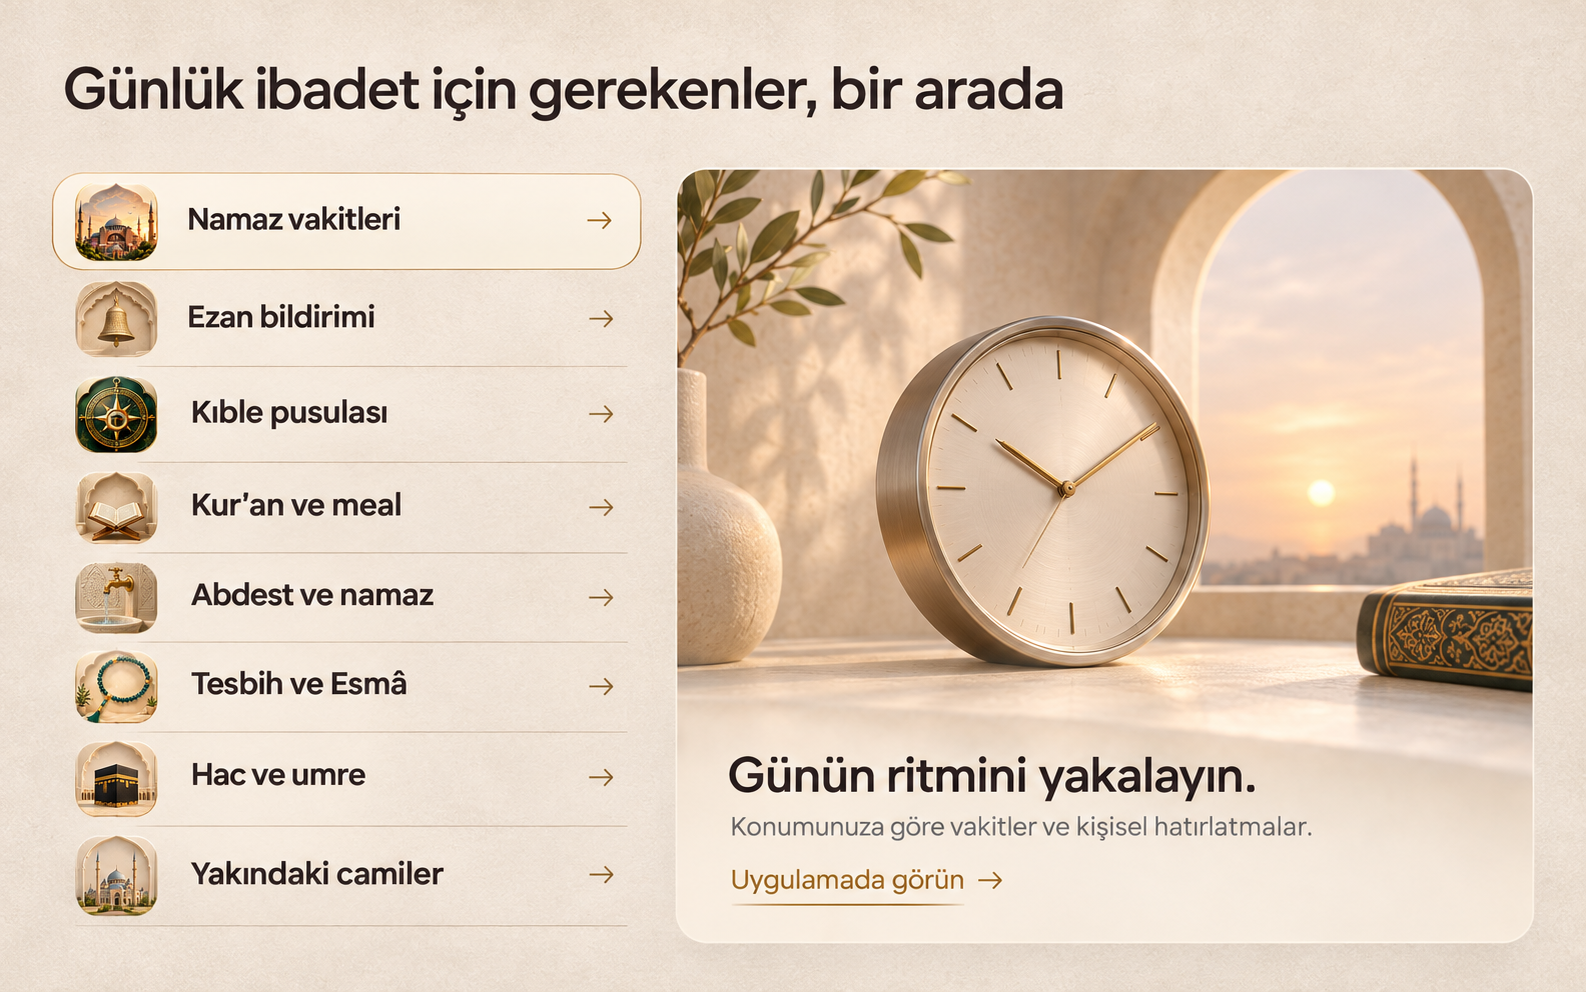 Günlük ibadet için gerekenler, bir arada
Namaz vakitleri
Ezan bildirimi
Kıble pusulası
Kur’an ve meal
Abdest ve namaz
Tesbih ve Esmâ
Hac ve umre
Yakındaki camiler
Günün ritmini yakalayın.
Konumunuza göre vakitler ve kişisel hatırlatmalar.
Uygulamada görün